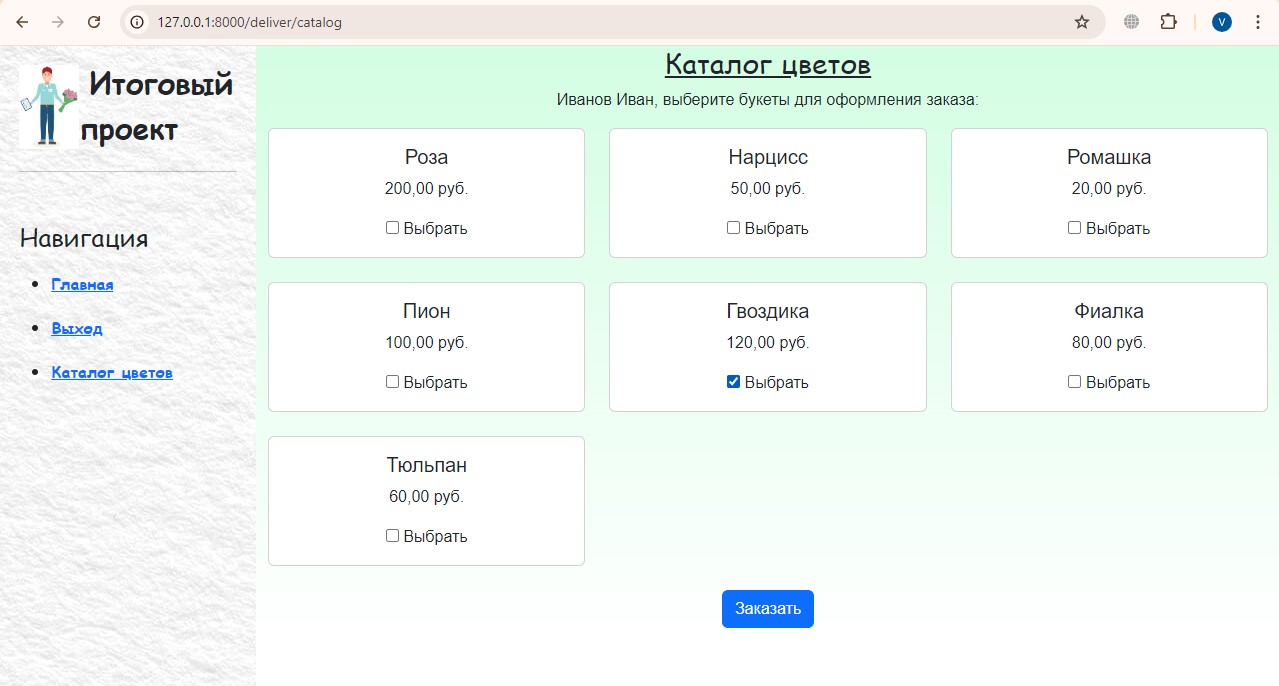 127.0.0.1:8000/deliver/catalog
V
Итоговый
проект
Навигация
Главная
Выход
Каталог цветов
Каталог цветов
Иванов Иван, выберите букеты для оформления заказа:
Роза
200,00 руб.
Выбрать
Нарцисс
50,00 руб.
Выбрать
Ромашка
20,00 руб.
Выбрать
Пион
100,00 руб.
Выбрать
Гвоздика
120,00 руб.
Выбрать
Фиалка
80,00 руб.
Выбрать
Тюльпан
60,00 руб.
Выбрать
Заказать